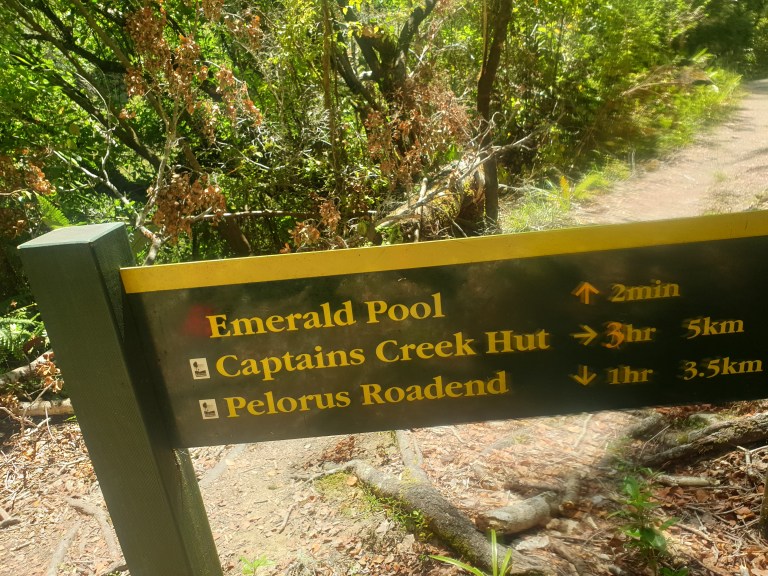 Emerald Pool ↑ 2min
Captains Creek Hut → 3hr 5km
Pelorus Roadend ↓ 1hr 3.5km